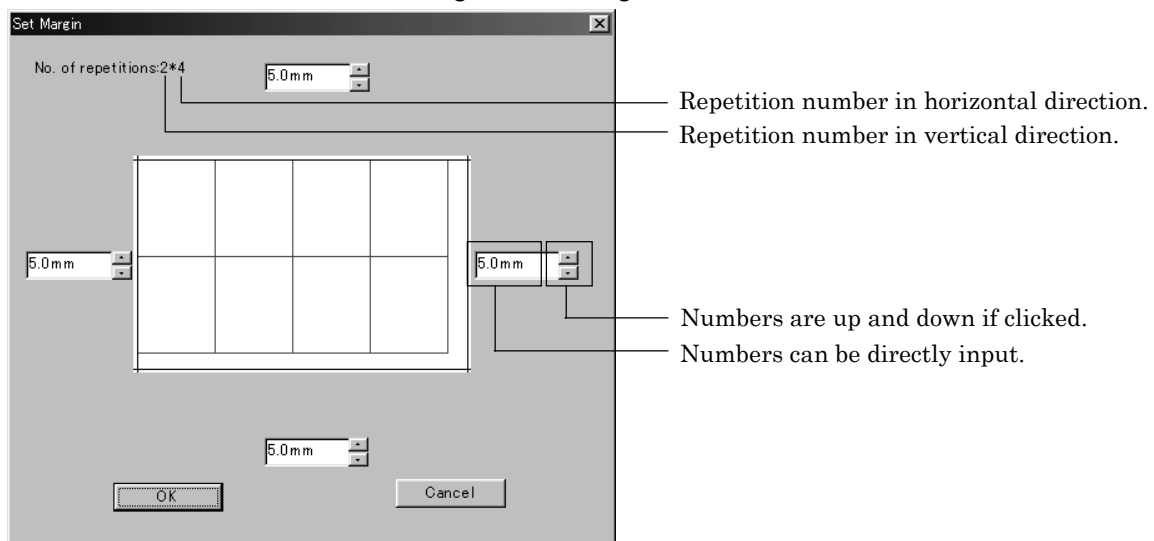 Set Margin
No. of repetitions:2*4
5.0mm
Repetition number in horizontal direction.
Repetition number in vertical direction.
5.0mm
5.0mm
Numbers are up and down if clicked.
Numbers can be directly input.
5.0mm
OK
Cancel